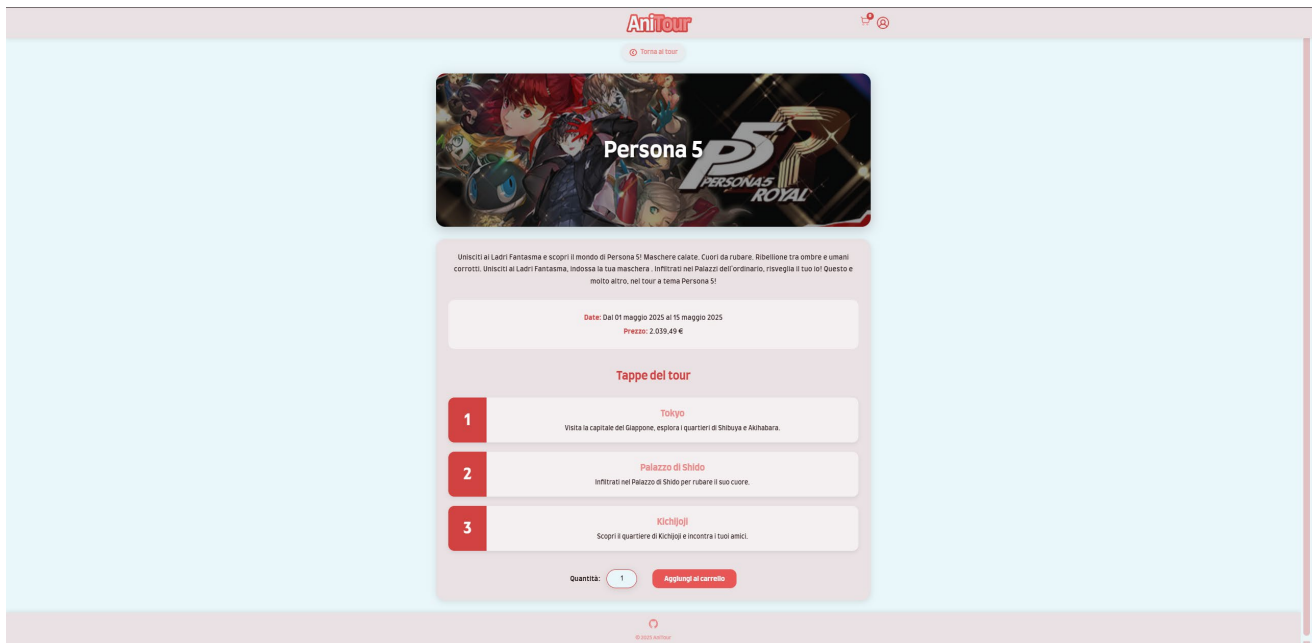 AniTour
0
Torna ai tour
Persona 5
P5R
PERSONA5
ROYAL
Unisciti ai Ladri Fantasma e scopri il mondo di Persona 5! Maschere calate. Cuori da rubare. Ribellione tra ombre e umani
corrotti. Unisciti ai Ladri Fantasma, indossa la tua maschera . Infiltrati nei Palazzi dell'ordinario, risveglia il tuo io! Questo e
molto altro, nel tour a tema Persona 5!
Date: Dal 01 maggio 2025 al 15 maggio 2025
Prezzo: 2.039,49 €
Tappe del tour
1
Tokyo
Visita la capitale del Giappone, esplora i quartieri di Shibuya e Akihabara.
2
Palazzo di Shido
Infiltrati nel Palazzo di Shido per rubare il suo cuore.
3
Kichijoji
Scopri il quartiere di Kichijoji e incontra i tuoi amici.
Quantità: 1 Aggiungi al carrello
© 2025 AniTour